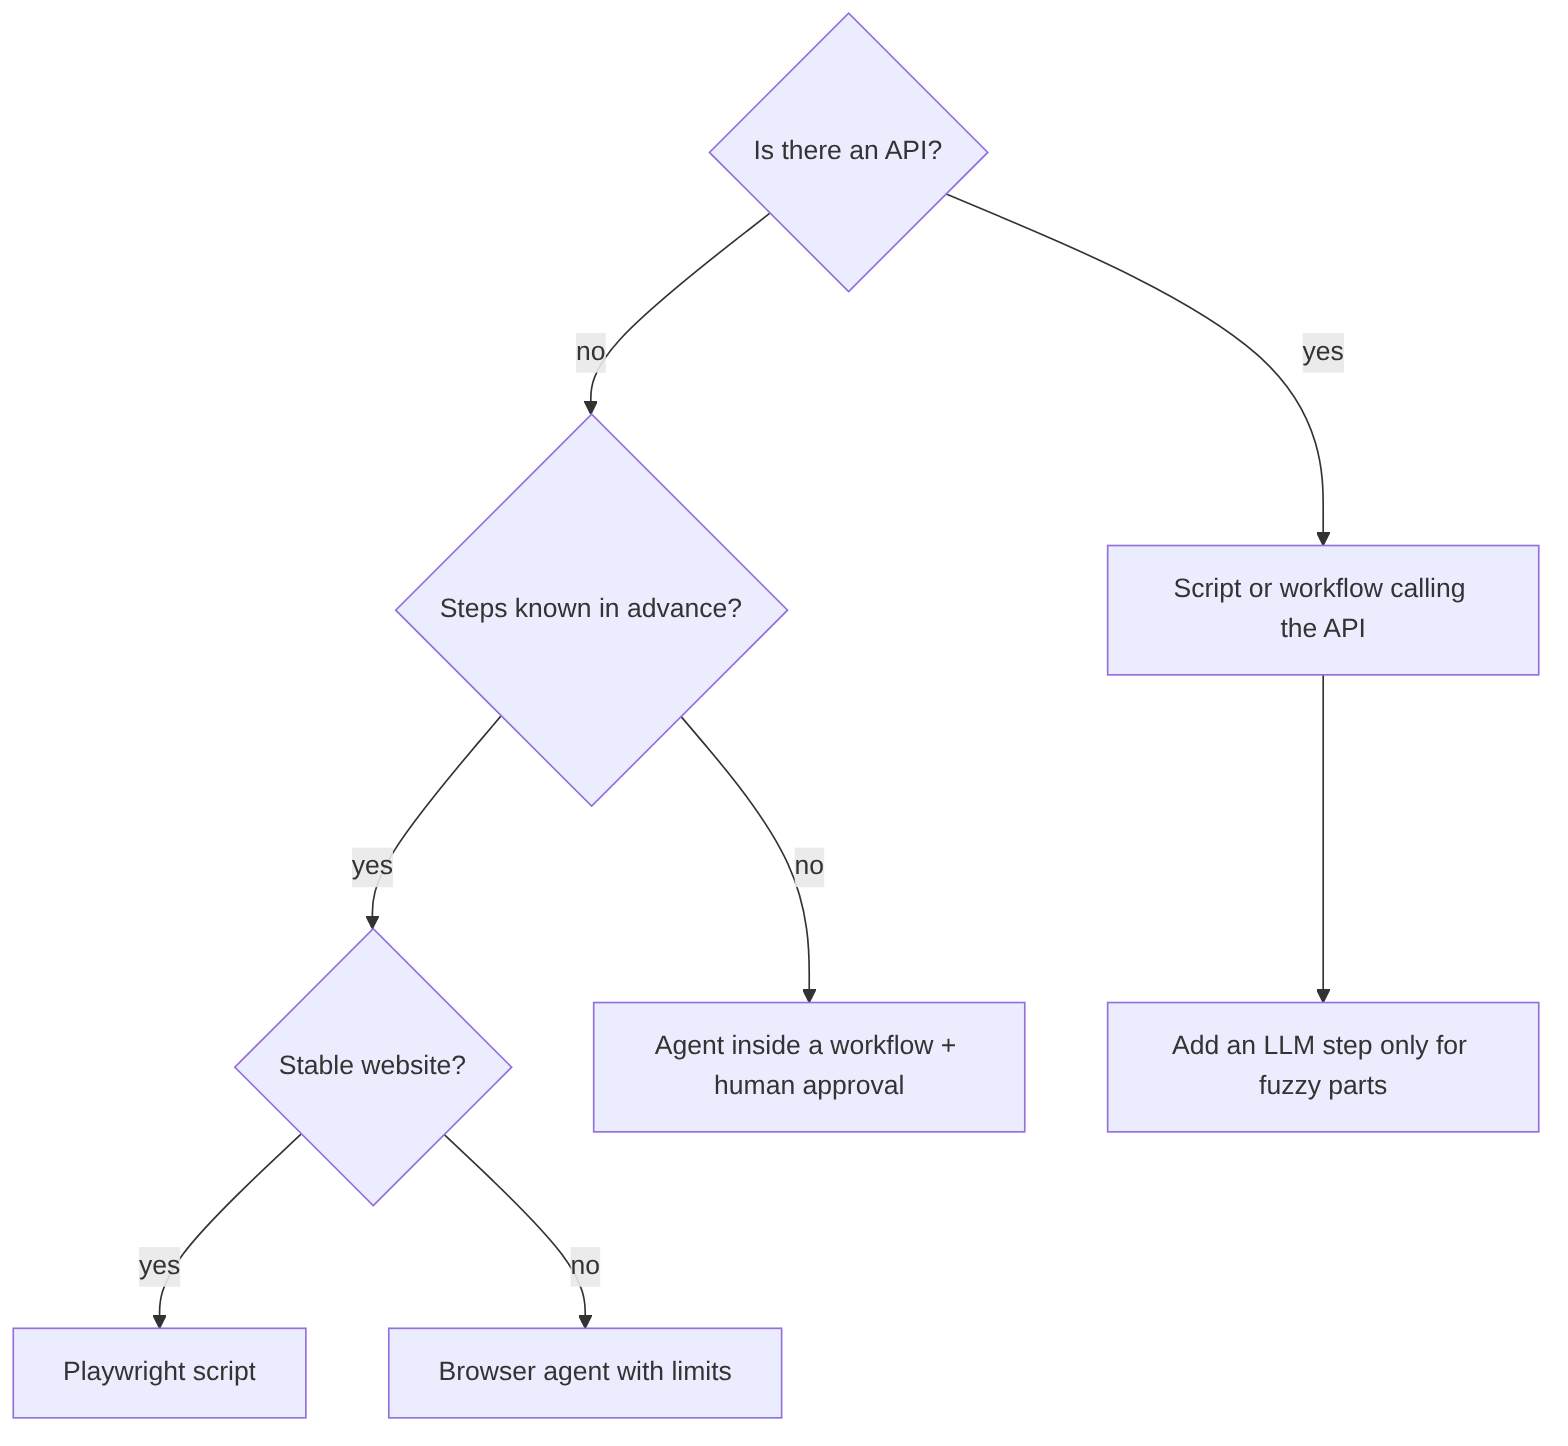 Is there an API?
no
yes
Steps known in advance?
Script or workflow calling
the API
yes
no
Stable website?
Agent inside a workflow +
human approval
Add an LLM step only for
fuzzy parts
yes
no
Playwright script
Browser agent with limits